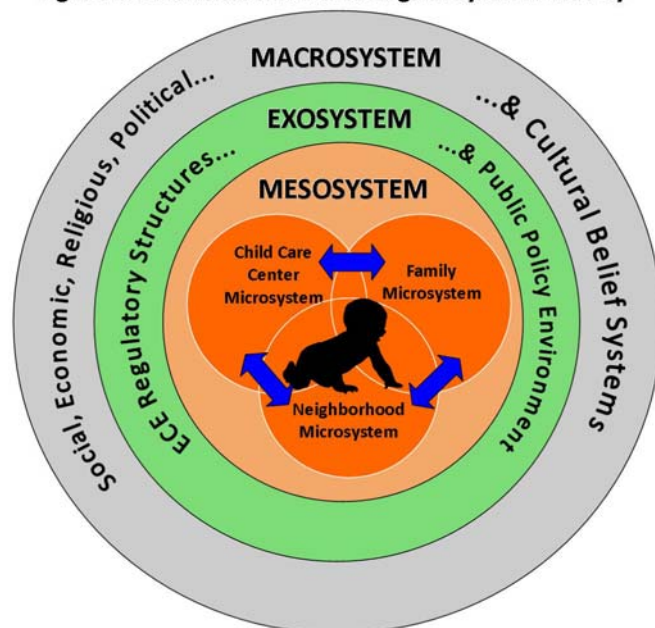 MACROSYSTEM
Social, Economic, Religious, Political...
...& Cultural Belief Systems
EXOSYSTEM
ECE Regulatory Structures...
...& Public Policy Environment
MESOSYSTEM
Child Care
Center
Microsystem
Family
Microsystem
Neighborhood
Microsystem